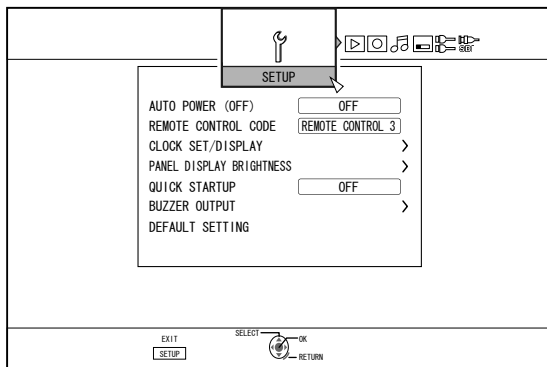 SETUP
AUTO POWER (OFF) OFF
REMOTE CONTROL CODE REMOTE CONTROL 3
CLOCK SET/DISPLAY
PANEL DISPLAY BRIGHTNESS
QUICK STARTUP OFF
BUZZER OUTPUT
DEFAULT SETTING
EXIT
SETUP
SELECT
OK
RETURN